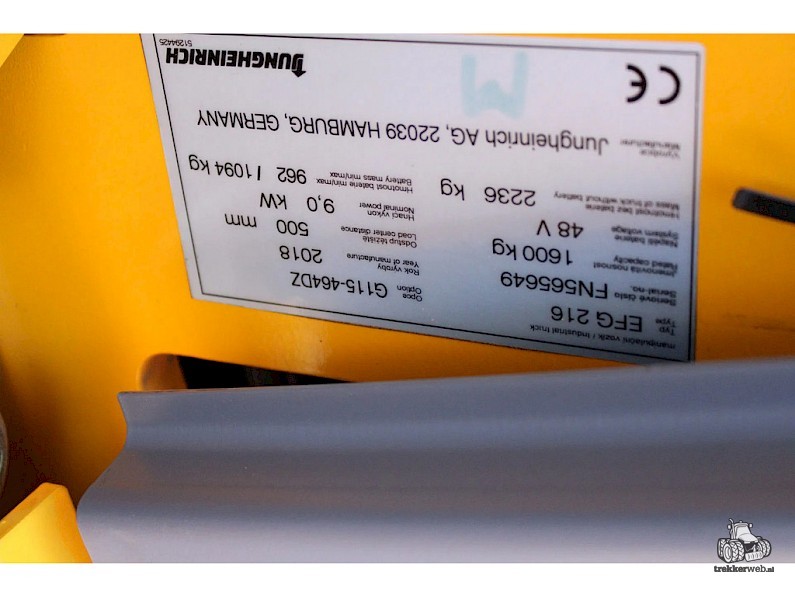 manipulační vozík / Industrial truck
Typ
Type EFG 216
Opce
Option G115-464DZ
Sériové číslo
Serial-no. FN565649
Rok výroby
Year of manufacture 2018
Jmenovitá nosnost
Rated capacity 1600 kg
Odstup těžiště
Load center distance 500 mm
Napětí baterie
System voltage 48 V
Hnací výkon
Nominal power 9,0 kW
Hmotnost bez baterie
Mass of truck without battery 2236 kg
Hmotnost baterie min/max
Battery mass min/max 962 / 1094 kg
Výrobce
Manufacturer Jungheinrich AG, 22039 HAMBURG, GERMANY
CE
JUNGHEINRICH
51294425
trekkerweb.nl